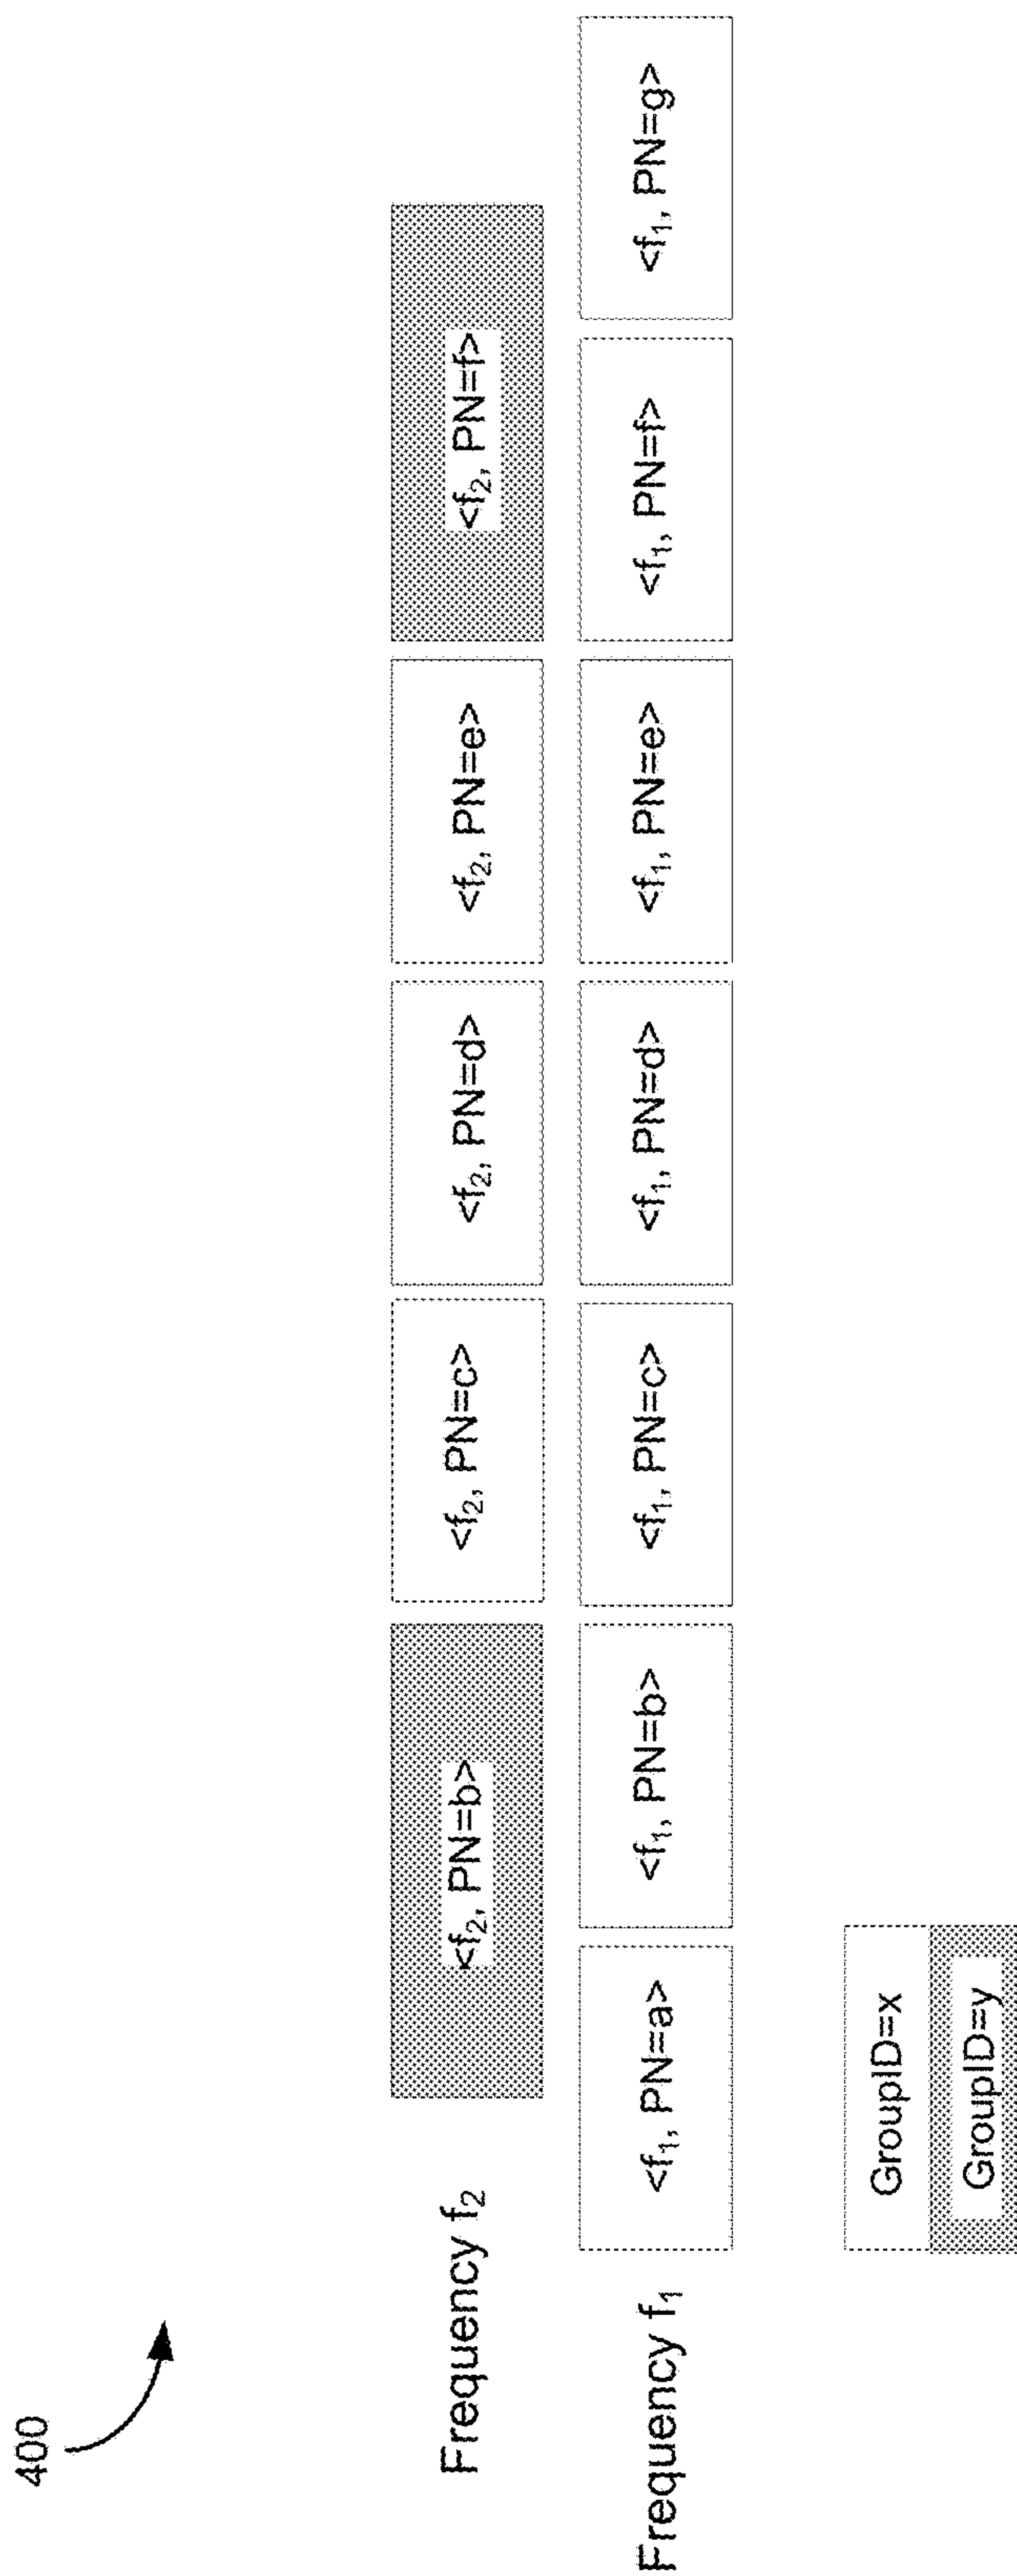 400
Frequency f₂
<f₂, PN=b>
<f₂, PN=c>
<f₂, PN=d>
<f₂, PN=e>
<f₂, PN=f>
Frequency f₁
<f₁, PN=a>
<f₁, PN=b>
<f₁, PN=c>
<f₁, PN=d>
<f₁, PN=e>
<f₁, PN=f>
<f₁, PN=g>
GroupID=x
GroupID=y